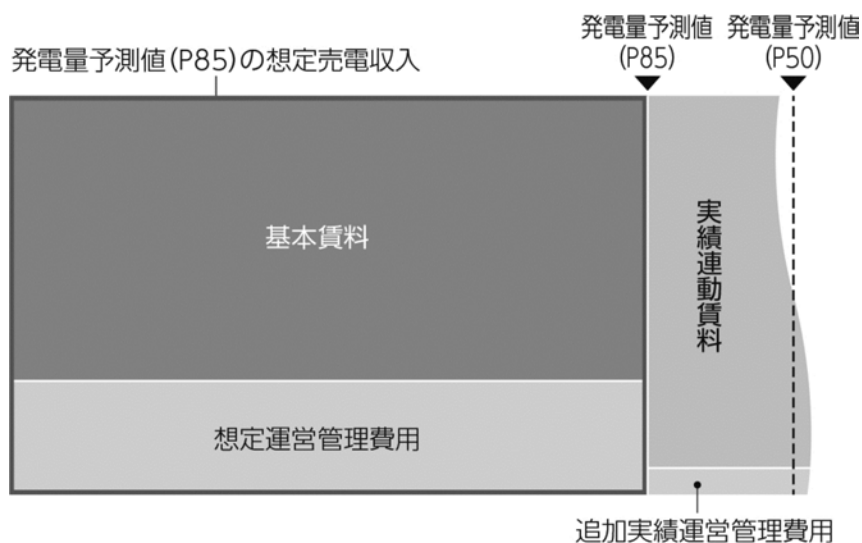 発電量予測値(P85)の想定売電収入
発電量予測値
(P85)
発電量予測値
(P50)
基本賃料
実績連動賃料
想定運営管理費用
追加実績運営管理費用